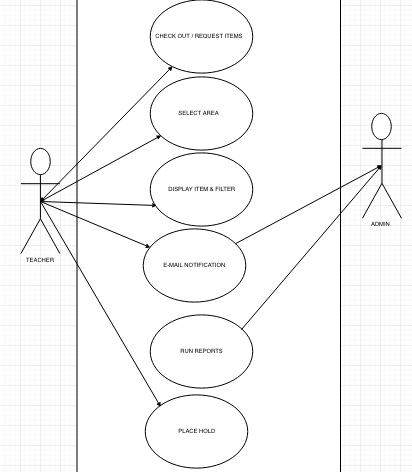 CHECK OUT / REQUEST ITEMS
SELECT AREA
DISPLAY ITEM & FILTER
TEACHER
ADMIN
E-MAIL NOTIFICATION
RUN REPORTS
PLACE HOLD